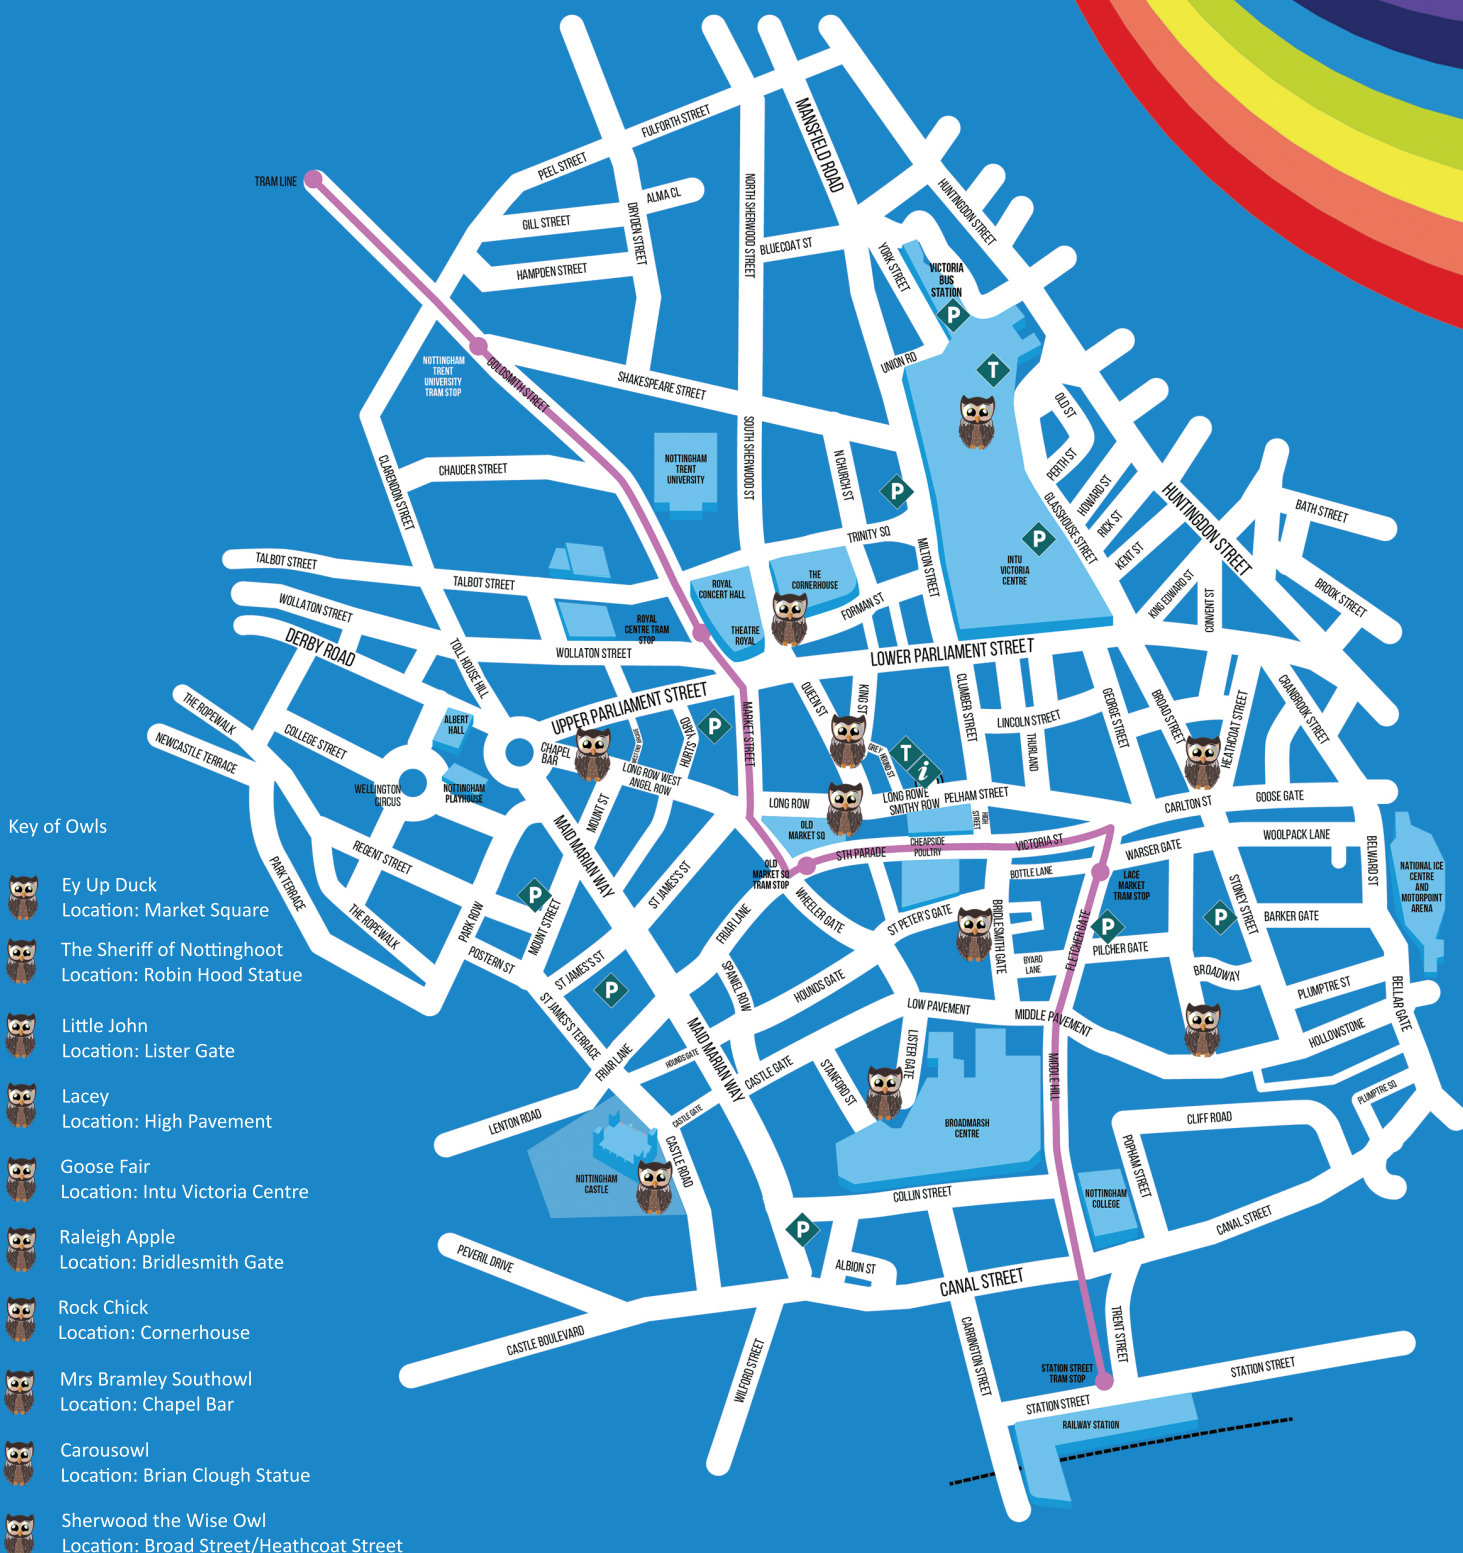 TRAM LINE
FULFORTH STREET
PEEL STREET
MANSFIELD ROAD
ALMA CL
GILL STREET
DRYDEN STREET
NORTH SHERWOOD STREET
HUNTINGDON STREET
HAMPDEN STREET
BLUECOAT ST
YORK STREET
VICTORIA
BUS
STATION
P
NOTTINGHAM
TRENT
UNIVERSITY
TRAM STOP
GOLDSMITH STREET
SHAKESPEARE STREET
UNION RD
T
OLD ST
CLARENDON STREET
CHAUCER STREET
NOTTINGHAM
TRENT
UNIVERSITY
SOUTH SHERWOOD ST
N CHURCH ST
P
PERTH ST
HOWARD ST
RICK ST
GLASSHOUSE STREET
KENT ST
HUNTINGDON STREET
BATH STREET
TRINITY SQ
MILTON STREET
P
INTU
VICTORIA
CENTRE
TALBOT STREET
TALBOT STREET
ROYAL
CONCERT HALL
THE
CORNERHOUSE
FORMAN ST
KING EDWARD ST
CONVENT ST
BROOK STREET
WOLLATON STREET
DERBY ROAD
TOLL HOUSE HILL
ROYAL
CENTRE TRAM
STOP
THEATRE
ROYAL
WOLLATON STREET
LOWER PARLIAMENT STREET
UPPER PARLIAMENT STREET
QUEEN ST
KING ST
CLUMBER STREET
LINCOLN STREET
THURLAND
GEORGE STREET
BROAD STREET
HEATHCOAT STREET
CRANBROOK STREET
THE ROPEWALK
NEWCASTLE TERRACE
COLLEGE STREET
ALBERT
HALL
CHAPEL
BAR
HURTS YARD
P
MARKET STREET
GREY HOUND ST
T
i
WELLINGTON
CIRCUS
NOTTINGHAM
PLAYHOUSE
LONG ROW WEST
ANGEL ROW
LONG ROW
LONG ROWE
SMITHY ROW
PELHAM STREET
HIGH
STREET
CARLTON ST
GOOSE GATE
MOUNT ST
MAID MARIAN WAY
OLD
MARKET SQ
CHEAPSIDE
POULTRY
VICTORIA ST
WARSER GATE
WOOLPACK LANE
BELWARD ST
REGENT STREET
PARK TERRACE
THE ROPEWALK
PARK ROW
P
MOUNT STREET
ST JAMES'S ST
OLD
MARKET SQ
TRAM STOP
STH PARADE
BOTTLE LANE
LACE
MARKET
TRAM STOP
NATIONAL ICE
CENTRE
AND
MOTORPOINT
ARENA
FRIAR LANE
WHEELER GATE
ST PETER'S GATE
BRIDLESMITH GATE
BYARD
LANE
FLETCHER GATE
P
PILCHER GATE
STONEY STREET
P
BARKER GATE
POSTERN ST
ST JAMES'S ST
P
SPANIEL ROW
HOUNDS GATE
BROADWAY
PLUMPTRE ST
BELLAR GATE
ST JAMES'S TERRACE
LOW PAVEMENT
MIDDLE PAVEMENT
HOLLOWSTONE
FRIAR LANE
HOUNDS GATE
MAID MARIAN WAY
CASTLE GATE
STANFORD ST
LISTER GATE
MIDDLE HILL
PLUMPTRE SQ
LENTON ROAD
CASTLE GATE
BROADMARSH
CENTRE
CLIFF ROAD
NOTTINGHAM
CASTLE
CASTLE ROAD
COLLIN STREET
NOTTINGHAM
COLLEGE
POPHAM STREET
P
CANAL STREET
PEVERIL DRIVE
ALBION ST
CANAL STREET
CASTLE BOULEVARD
WILFORD STREET
CARRINGTON STREET
TRENT STREET
STATION STREET
TRAM STOP
STATION STREET
STATION STREET
RAILWAY STATION
Key of Owls
Ey Up Duck
Location: Market Square
The Sheriff of Nottinghoot
Location: Robin Hood Statue
Little John
Location: Lister Gate
Lacey
Location: High Pavement
Goose Fair
Location: Intu Victoria Centre
Raleigh Apple
Location: Bridlesmith Gate
Rock Chick
Location: Cornerhouse
Mrs Bramley Southowl
Location: Chapel Bar
Carousowl
Location: Brian Clough Statue
Sherwood the Wise Owl
Location: Broad Street/Heathcoat Street